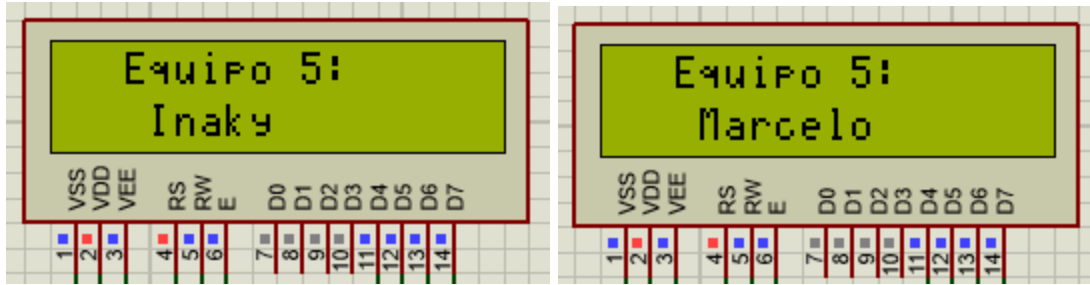 Equipo 5:
Inaky
VSS VDD VEE RS RW E D0 D1 D2 D3 D4 D5 D6 D7
1 2 3 4 5 6 7 8 9 10 11 12 13 14
Equipo 5:
Marcelo
VSS VDD VEE RS RW E D0 D1 D2 D3 D4 D5 D6 D7
1 2 3 4 5 6 7 8 9 10 11 12 13 14